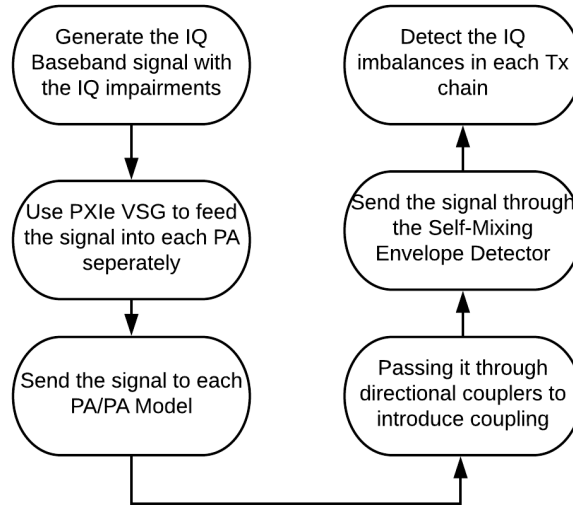 Generate the IQ
Baseband signal with
the IQ impairments
Use PXIe VSG to feed
the signal into each PA
seperately
Send the signal to each
PA/PA Model
Passing it through
directional couplers to
introduce coupling
Send the signal through
the Self-Mixing
Envelope Detector
Detect the IQ
imbalances in each Tx
chain